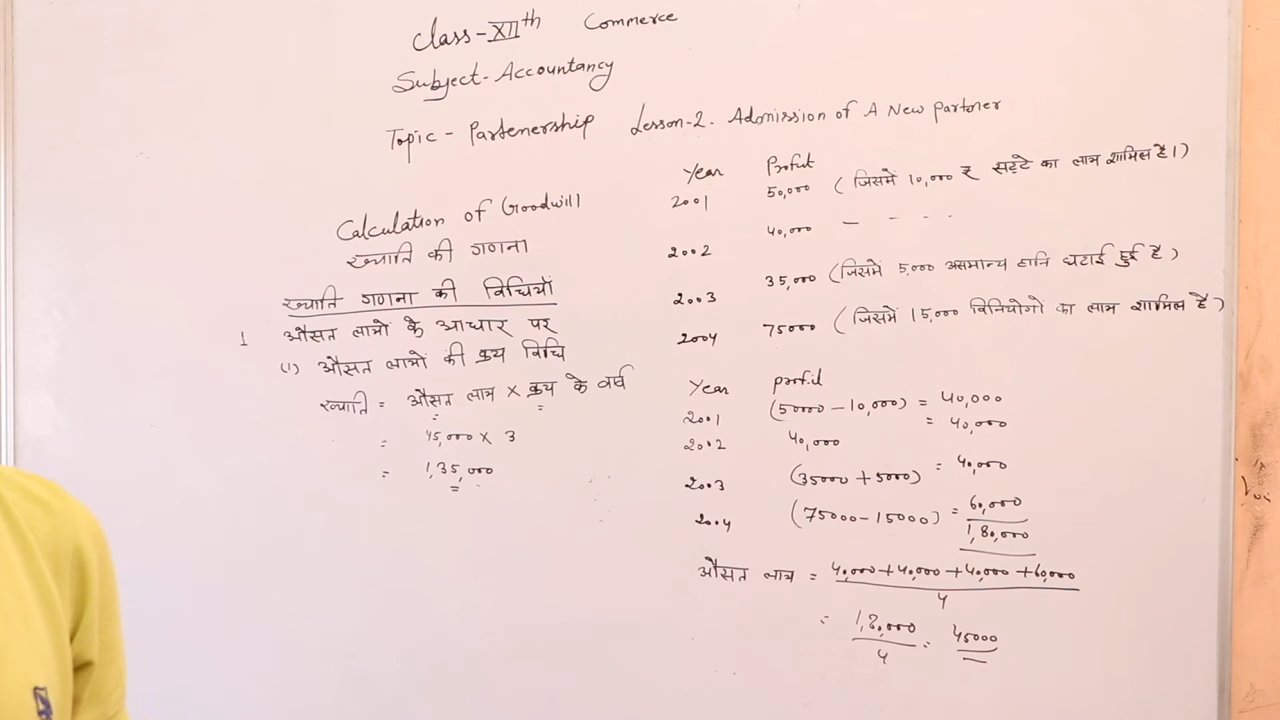 Class-XIIth Commerce
Subject-Accountancy
Topic - Partenership Lesson-2. Admission of A New Partner
Calculation of Goodwill
ख्याति की गणना
ख्याति गणना की विधियाँ
1 औसत लाभों के आधार पर
(1) औसत लाभों की क्रय विधि
ख्याति = औसत लाभ × क्रय के वर्ष
= 45,000 × 3
= 1,35,000
Year Profit
2001 50,000 (जिसमें 10,000 ₹ सट्टे का लाभ शामिल है।)
2002 40,000 - - - -
2003 35,000 (जिसमें 5,000 असमान्य हानि घटाई हुई है)
2004 75000 (जिसमें 15,000 विनियोगो का लाभ शामिल है)
Year profit
2001 (50000 - 10,000) = 40,000
2002 40,000 = 40,000
2003 (35000 + 5000) = 40,000
2004 (75000 - 15000) = 60,000
1,80,000
औसत लाभ = 40,000 + 40,000 + 40,000 + 60,000
4
= 1,80,000 = 45000
4